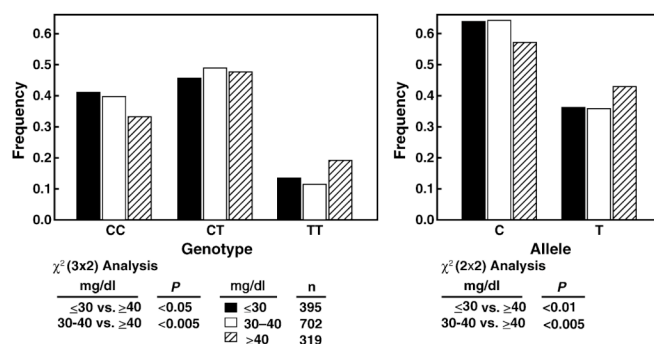 0.6
0.5
0.4
0.3
0.2
0.1
0.0
Frequency
CC CT TT
Genotype
0.6
0.5
0.4
0.3
0.2
0.1
0.0
Frequency
C T
Allele
χ² (3x2) Analysis
mg/dl P
≤30 vs. ≥40 <0.05
30-40 vs. ≥40 <0.005
mg/dl n
≤30 395
30–40 702
>40 319
χ² (2x2) Analysis
mg/dl P
≤30 vs. ≥40 <0.01
30-40 vs. ≥40 <0.005